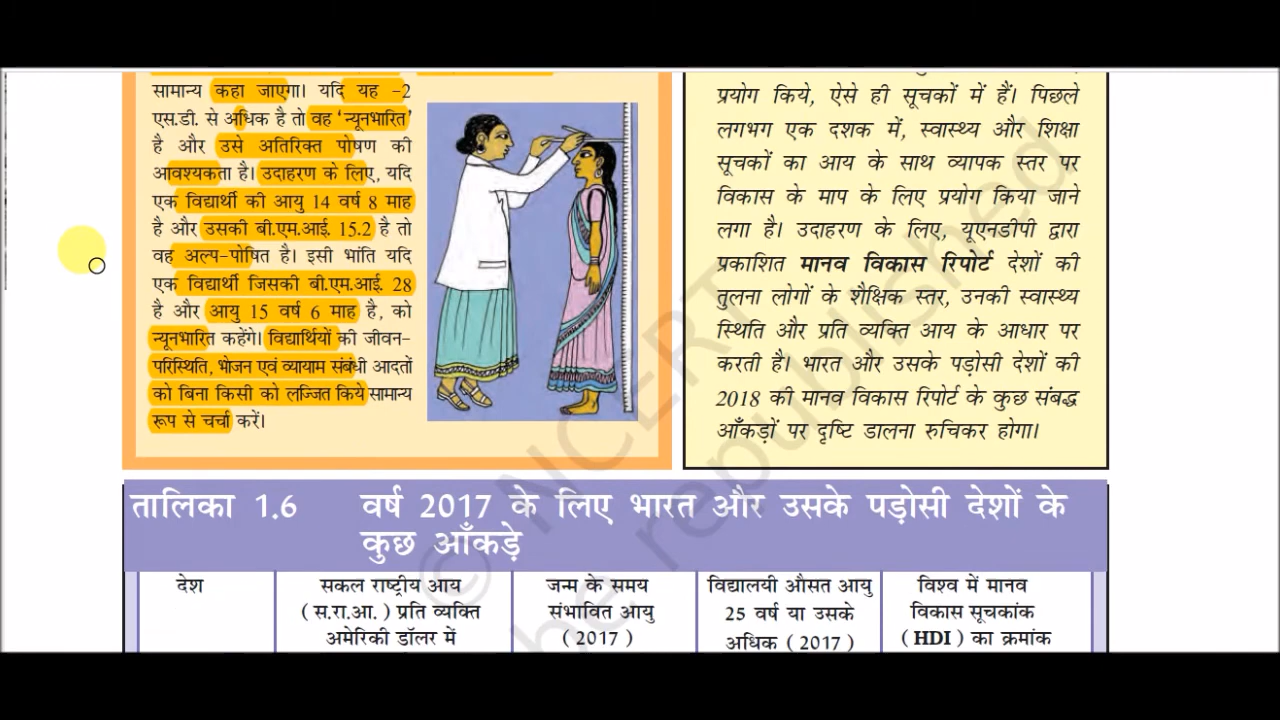 सामान्य कहा जाएगा। यदि यह -2
एस.डी. से अधिक है तो वह ‘न्यूनभारित’
है और उसे अतिरिक्त पोषण की
आवश्यकता है। उदाहरण के लिए, यदि
एक विद्यार्थी की आयु 14 वर्ष 8 माह
है और उसकी बी.एम.आई. 15.2 है तो
वह अल्प-पोषित है। इसी भांति यदि
एक विद्यार्थी जिसकी बी.एम.आई. 28
है और आयु 15 वर्ष 6 माह है, को
न्यूनभारित कहेंगे। विद्यार्थियों की जीवन-
परिस्थिति, भोजन एवं व्यायाम संबंधी आदतों
को बिना किसी को लज्जित किये सामान्य
रूप से चर्चा करें।
प्रयोग किये, ऐसे ही सूचकों में हैं। पिछले
लगभग एक दशक में, स्वास्थ्य और शिक्षा
सूचकों का आय के साथ व्यापक स्तर पर
विकास के माप के लिए प्रयोग किया जाने
लगा है। उदाहरण के लिए, यूएनडीपी द्वारा
प्रकाशित मानव विकास रिपोर्ट देशों की
तुलना लोगों के शैक्षिक स्तर, उनकी स्वास्थ्य
स्थिति और प्रति व्यक्ति आय के आधार पर
करती है। भारत और उसके पड़ोसी देशों की
2018 की मानव विकास रिपोर्ट के कुछ संबद्ध
आँकड़ों पर दृष्टि डालना रुचिकर होगा।
तालिका 1.6 वर्ष 2017 के लिए भारत और उसके पड़ोसी देशों के
कुछ आँकड़े
देश
सकल राष्ट्रीय आय
(स.रा.आ.) प्रति व्यक्ति
अमेरिकी डॉलर में
जन्म के समय
संभावित आयु
(2017)
विद्यालयी औसत आयु
25 वर्ष या उसके
अधिक (2017)
विश्व में मानव
विकास सूचकांक
(HDI) का क्रमांक
© NCERT
be republished